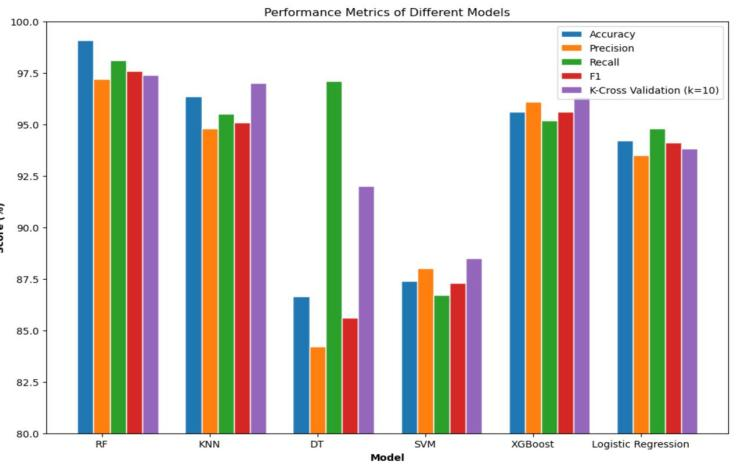 Performance Metrics of Different Models
Accuracy
Precision
Recall
F1
K-Cross Validation (k=10)
100.0
97.5
95.0
92.5
90.0
87.5
85.0
82.5
80.0
Score (%)
RF
KNN
DT
SVM
XGBoost
Logistic Regression
Model